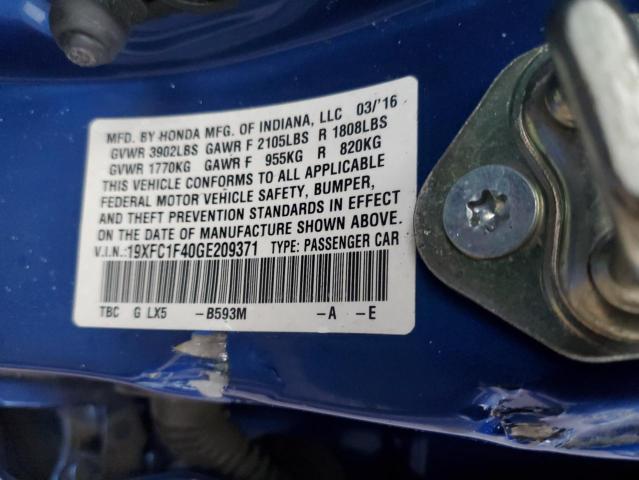 MFD. BY HONDA MFG. OF INDIANA, LLC 03/'16
GVWR 3902LBS GAWR F 2105LBS R 1808LBS
GVWR 1770KG GAWR F 955KG R 820KG
THIS VEHICLE CONFORMS TO ALL APPLICABLE
FEDERAL MOTOR VEHICLE SAFETY, BUMPER,
AND THEFT PREVENTION STANDARDS IN EFFECT
ON THE DATE OF MANUFACTURE SHOWN ABOVE.
V.I.N.: 19XFC1F40GE209371 TYPE: PASSENGER CAR
TBC G LX5 -B593M -A -E